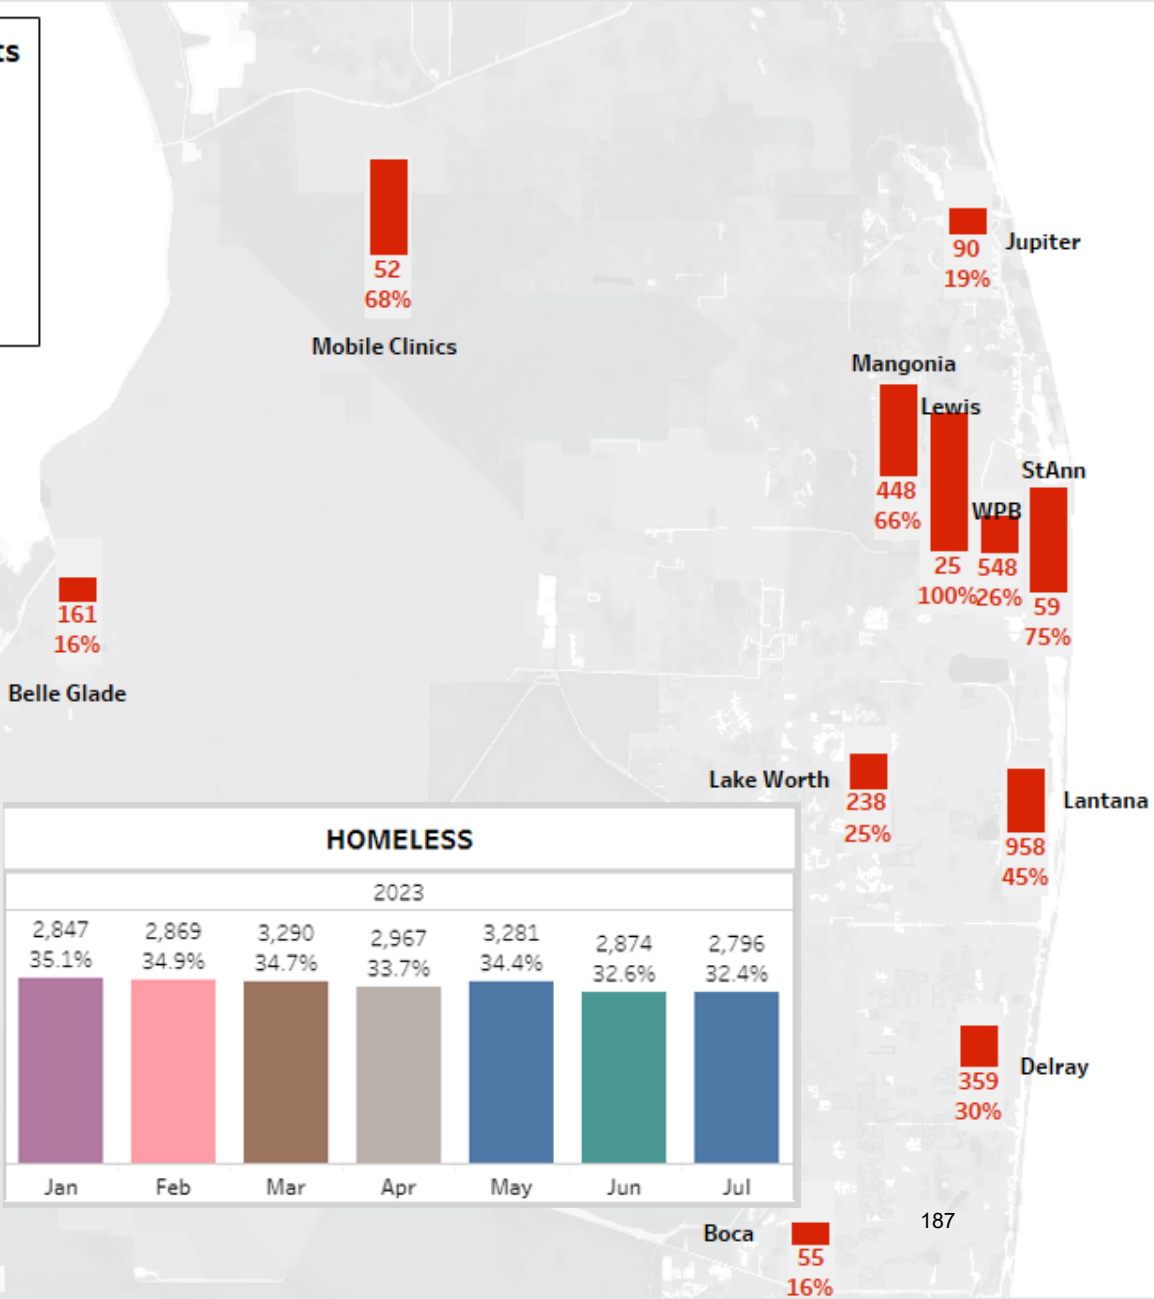 ts
52
68%
Mobile Clinics
90
19%
Jupiter
Mangonia
448
66%
Lewis
25
100%
WPB
548
26%
StAnn
59
75%
161
16%
Belle Glade
Lake Worth
238
25%
958
45%
Lantana
HOMELESS
2023
2,847 2,869 3,290 2,967 3,281 2,874 2,796
35.1% 34.9% 34.7% 33.7% 34.4% 32.6% 32.4%
Jan Feb Mar Apr May Jun Jul
359
30%
Delray
187
Boca
55
16%